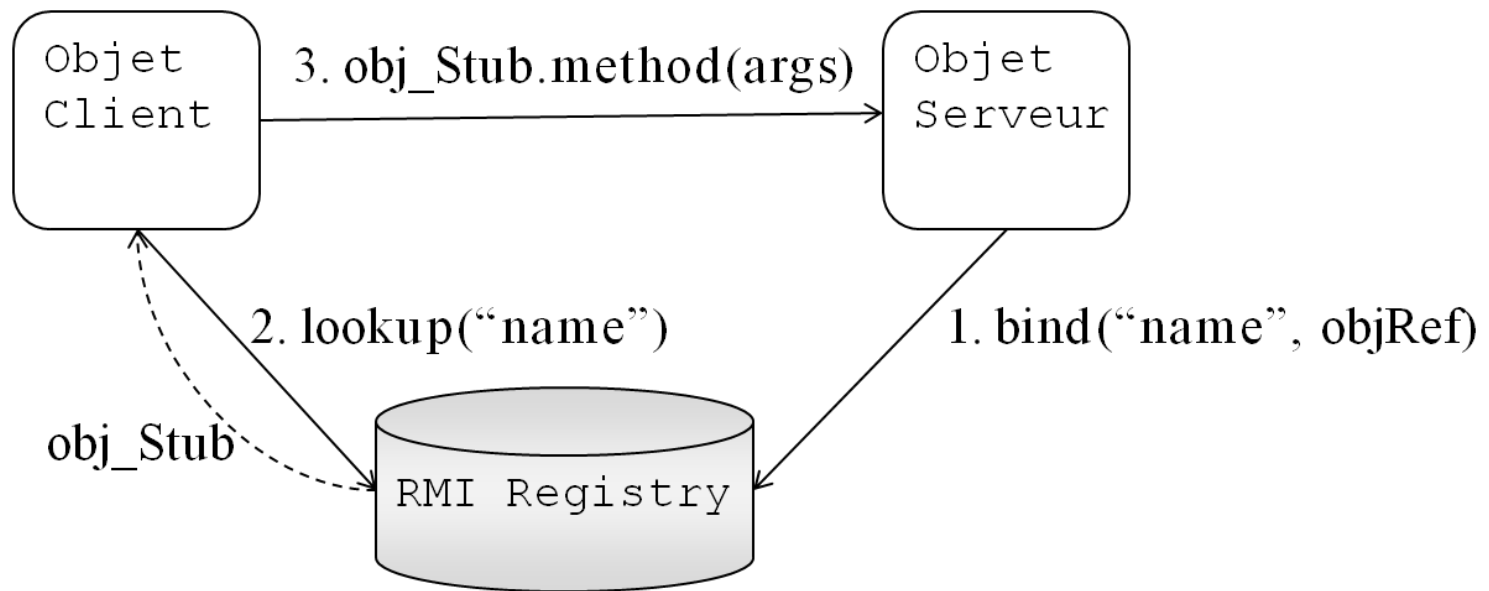 Objet
Client
3. obj_Stub.method(args)
Objet
Serveur
2. lookup(“name”)
1. bind(“name”, objRef)
obj_Stub
RMI Registry